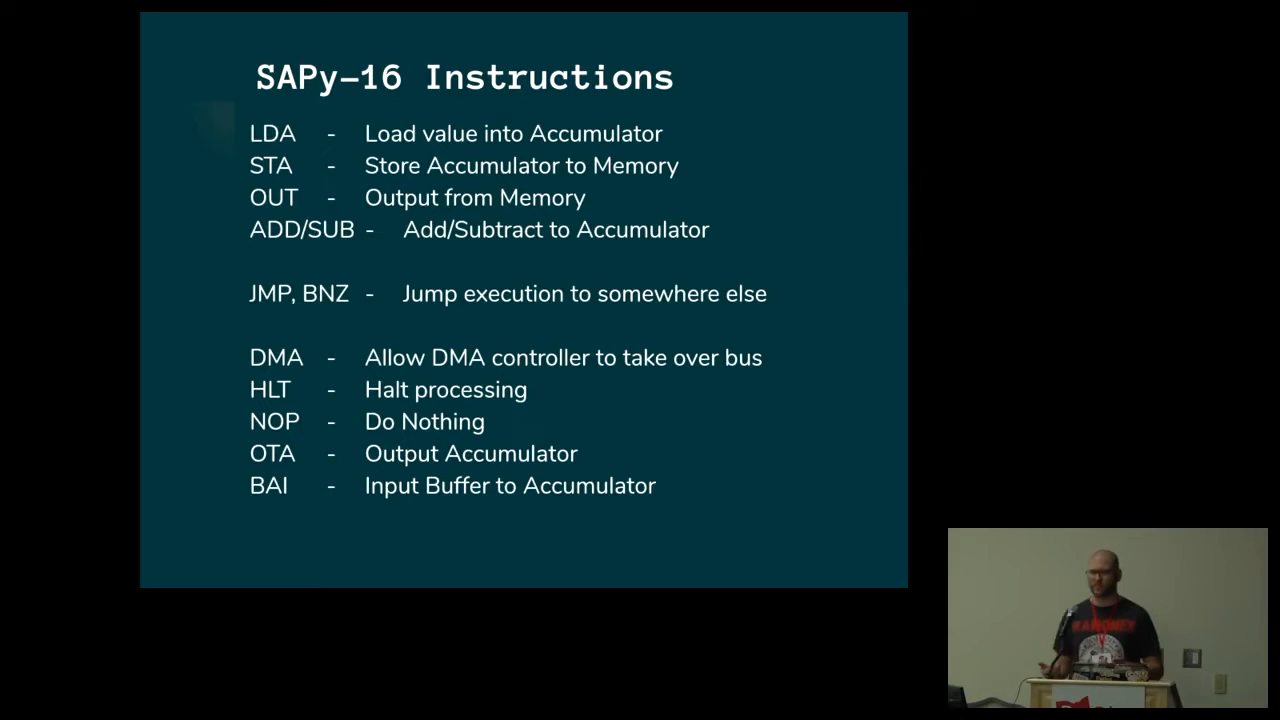 SAPy-16 Instructions
LDA - Load value into Accumulator
STA - Store Accumulator to Memory
OUT - Output from Memory
ADD/SUB - Add/Subtract to Accumulator
JMP, BNZ - Jump execution to somewhere else
DMA - Allow DMA controller to take over bus
HLT - Halt processing
NOP - Do Nothing
OTA - Output Accumulator
BAI - Input Buffer to Accumulator